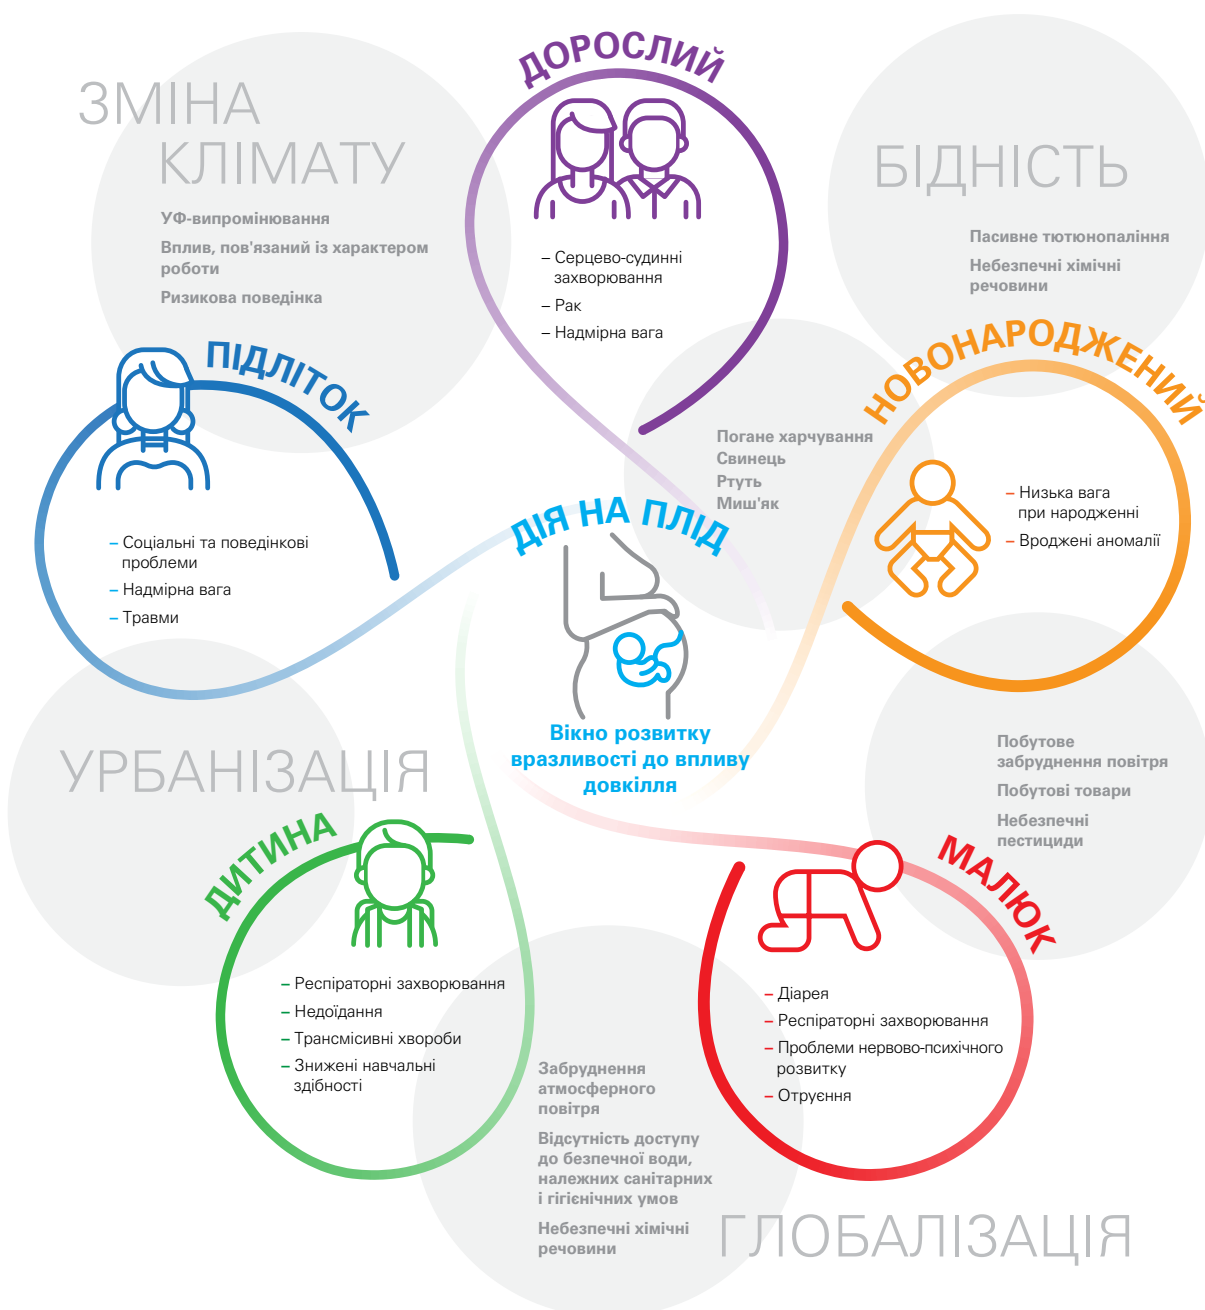 ДОРОСЛИЙ
– Серцево-судинні
захворювання
– Рак
– Надмірна вага
ЗМІНА
КЛІМАТУ
УФ-випромінювання
Вплив, пов'язаний із характером
роботи
Ризикова поведінка
БІДНІСТЬ
Пасивне тютюнопаління
Небезпечні хімічні
речовини
ПІДЛІТОК
– Соціальні та поведінкові
проблеми
– Надмірна вага
– Травми
Погане харчування
Свинець
Ртуть
Миш'як
НОВОНАРОДЖЕНИЙ
– Низька вага
при народженні
– Вроджені аномалії
ДІЯ НА ПЛІД
Вікно розвитку
вразливості до впливу
довкілля
УРБАНІЗАЦІЯ
Побутове
забруднення повітря
Побутові товари
Небезпечні
пестициди
ДИТИНА
– Респіраторні захворювання
– Недоїдання
– Трансмісивні хвороби
– Знижені навчальні
здібності
МАЛЮК
– Діарея
– Респіраторні захворювання
– Проблеми нервово-психічного
розвитку
– Отруєння
Забруднення
атмосферного
повітря
Відсутність доступу
до безпечної води,
належних санітарних
і гігієнічних умов
Небезпечні хімічні
речовини
ГЛОБАЛІЗАЦІЯ